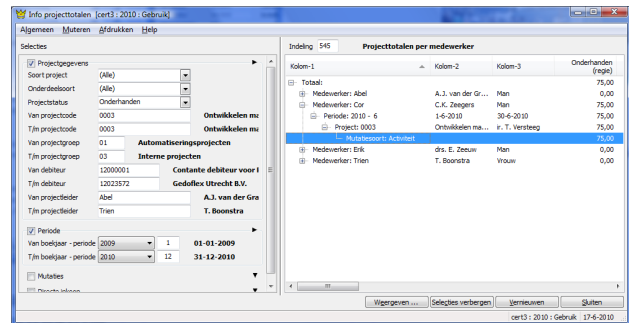 Info projecttotalen [cert3 : 2010 : Gebruik]
Algemeen Muteren Afdrukken Help
Selecties
Projectgegevens
Soort project (Alle)
Onderdeelsoort (Alle)
Projectstatus Onderhanden
Van projectcode 0003 Ontwikkelen ma
T/m projectcode 0003 Ontwikkelen ma
Van projectgroep 01 Automatiseringsprojecten
T/m projectgroep 03 Interne projecten
Van debiteur 12000001 Contante debiteur voor
T/m debiteur 12023572 Gedoflex Utrecht B.V.
Van projectleider Abel A.J. van der Gra
T/m projectleider Trien T. Boonstra
Periode
Van boekjaar - periode 2009 1 01-01-2009
T/m boekjaar - periode 2010 12 31-12-2010
Mutaties
Indeling 545 Projecttotalen per medewerker
Kolom-1 Kolom-2 Kolom-3 Onderhanden (regie)
Totaal: 75,00
Medewerker: Abel A.J. van der Gr... Man 0,00
Medewerker: Cor C.K. Zeegers Man 75,00
Periode: 2010 - 6 1-6-2010 30-6-2010 75,00
Project: 0003 Ontwikkelen ma... ir. T. Versteeg 75,00
Mutatiesoort: Activiteit 75,00
Medewerker: Erik drs. E. Zeeuw Man 0,00
Medewerker: Trien T. Boonstra Vrouw 0,00
Weergeven ... Selecties verbergen Vernieuwen Sluiten
cert3 : 2010 : Gebruik 17-6-2010